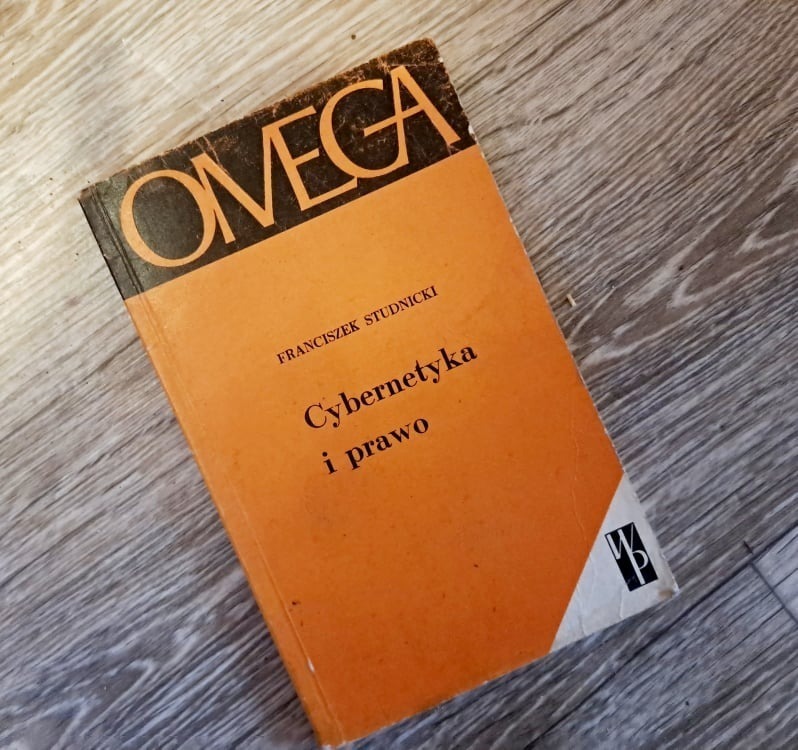 OMEGA
FRANCISZEK STUDNICKI
Cybernetyka
i prawo
WP